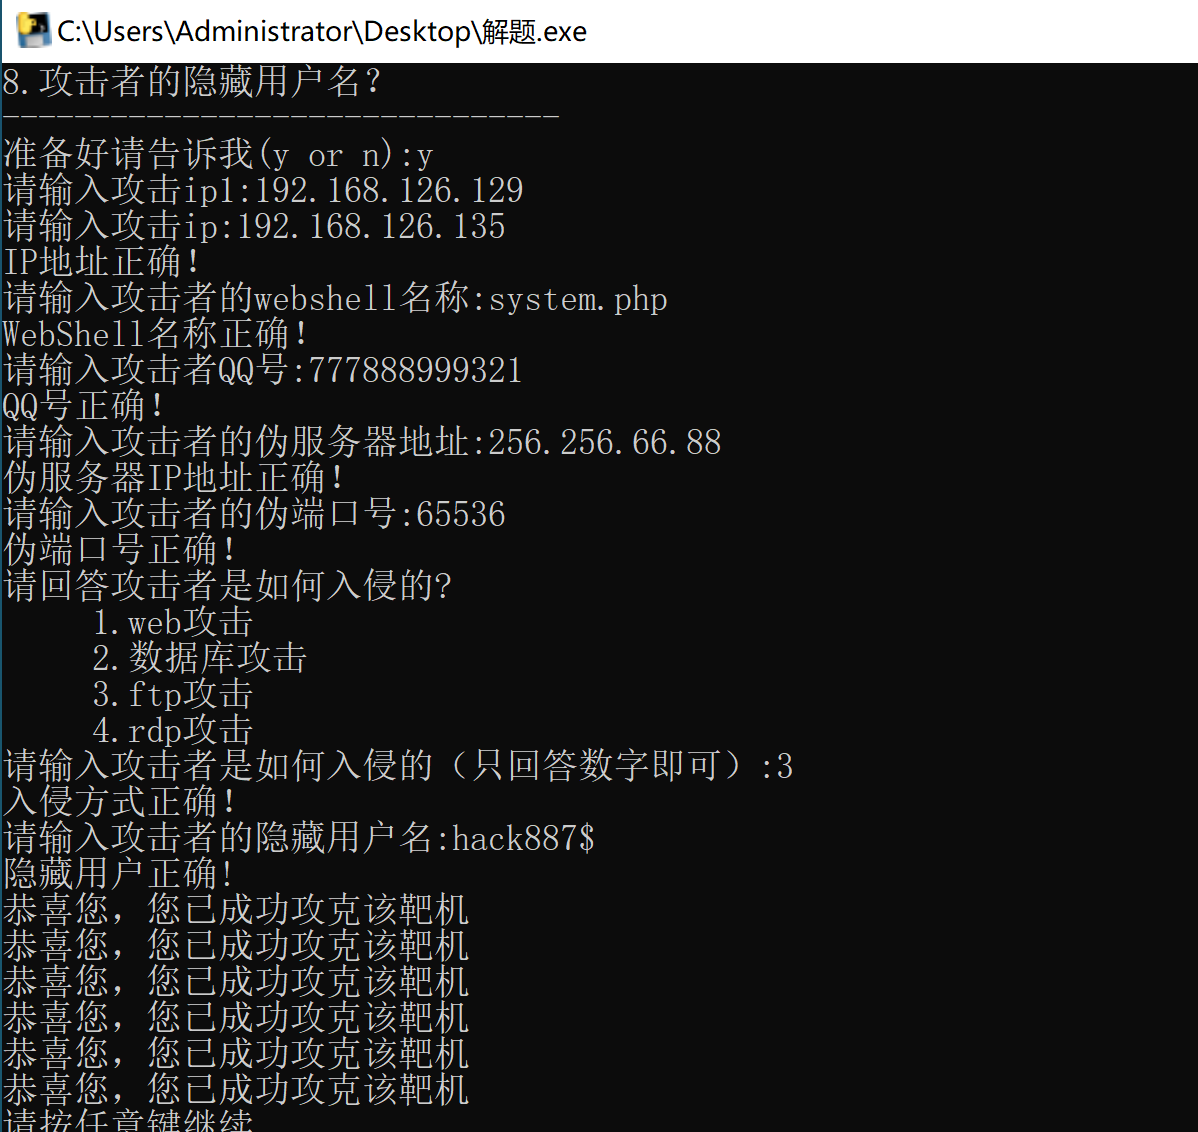 C:\Users\Administrator\Desktop\解题.exe
8.攻击者的隐藏用户名?
-------------------------------
准备好请告诉我(y or n):y
请输入攻击ip1:192.168.126.129
请输入攻击ip:192.168.126.135
IP地址正确!
请输入攻击者的webshell名称:system.php
WebShell名称正确!
请输入攻击者QQ号:777888999321
QQ号正确!
请输入攻击者的伪服务器地址:256.256.66.88
伪服务器IP地址正确!
请输入攻击者的伪端口号:65536
伪端口号正确!
请回答攻击者是如何入侵的?
1.web攻击
2.数据库攻击
3.ftp攻击
4.rdp攻击
请输入攻击者是如何入侵的（只回答数字即可）:3
入侵方式正确!
请输入攻击者的隐藏用户名:hack887$
隐藏用户正确!
恭喜您，您已成功攻克该靶机
恭喜您，您已成功攻克该靶机
恭喜您，您已成功攻克该靶机
恭喜您，您已成功攻克该靶机
恭喜您，您已成功攻克该靶机
恭喜您，您已成功攻克该靶机
请按任意键继续